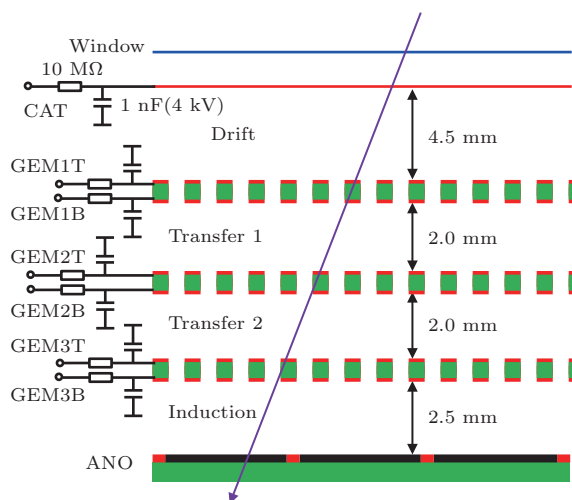 Window
10 MΩ
CAT
1 nF(4 kV)
Drift
4.5 mm
GEM1T
GEM1B
Transfer 1
2.0 mm
GEM2T
GEM2B
Transfer 2
2.0 mm
GEM3T
GEM3B
Induction
2.5 mm
ANO